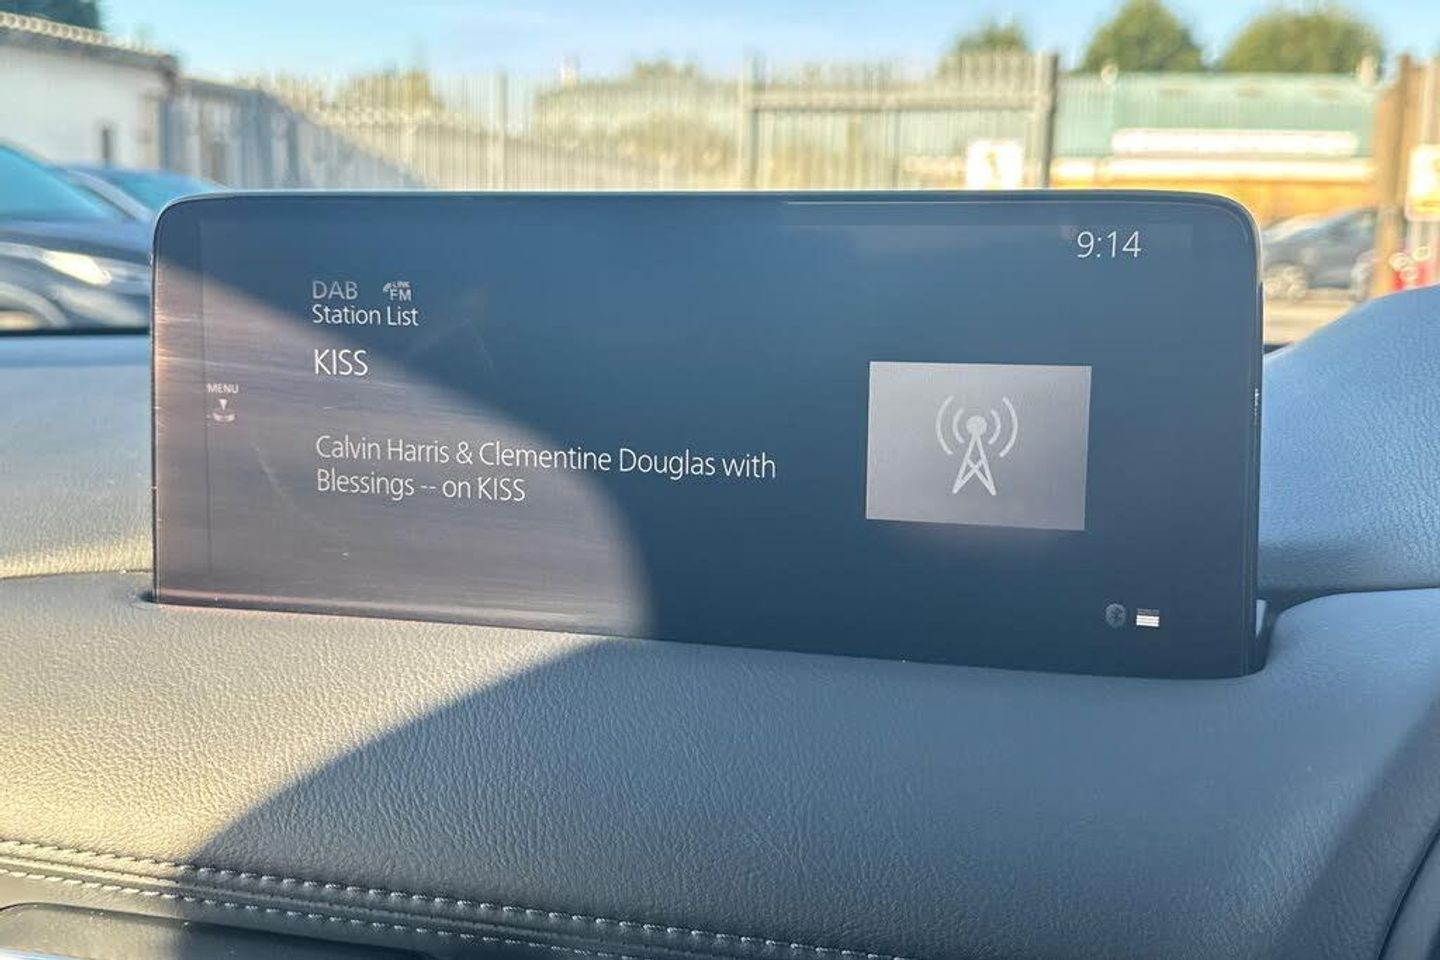 9:14
DAB LINK FM
Station List
KISS
MENU
Calvin Harris & Clementine Douglas with
Blessings -- on KISS